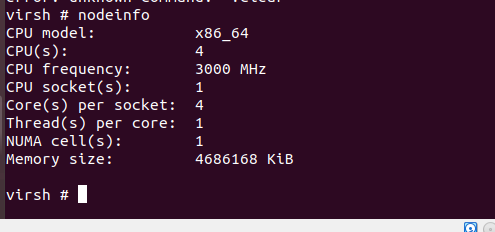 virsh # nodeinfo
CPU model:           x86_64
CPU(s):              4
CPU frequency:       3000 MHz
CPU socket(s):       1
Core(s) per socket:  4
Thread(s) per core:  1
NUMA cell(s):        1
Memory size:         4686168 KiB
virsh #